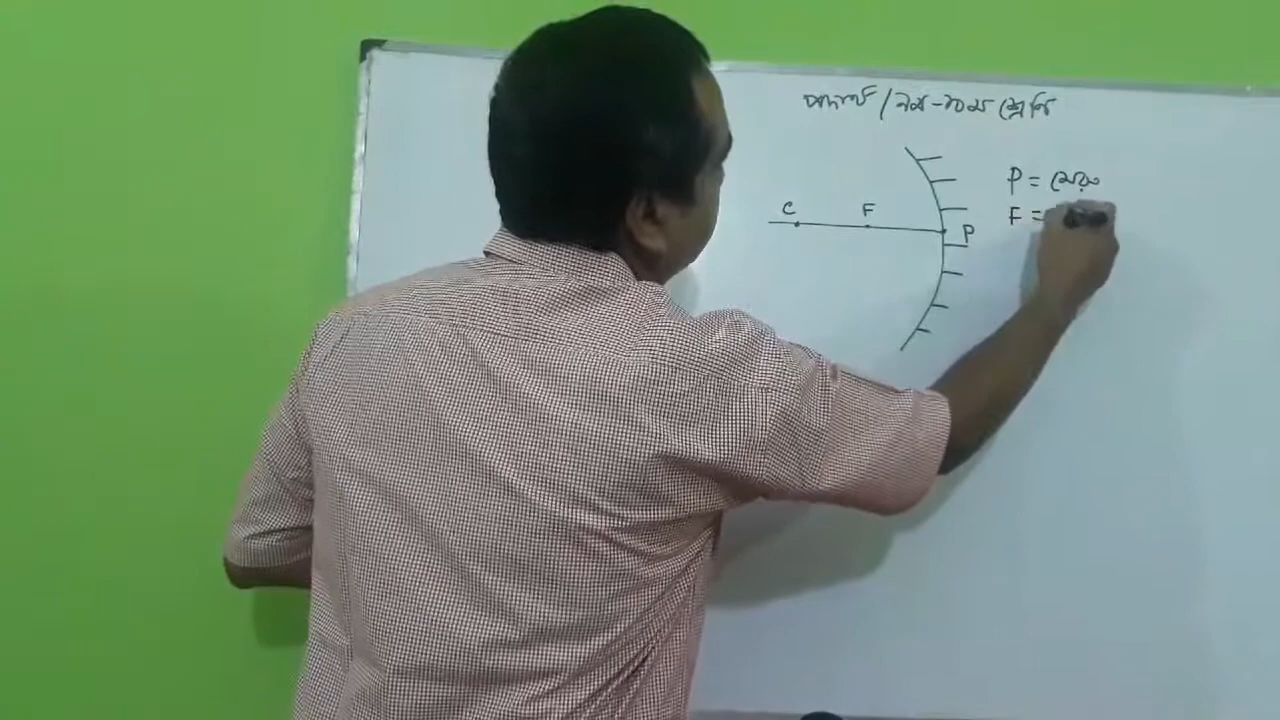 পদার্থ / নবম-দশম শ্রেণি
C F P
P = মেরু
F =